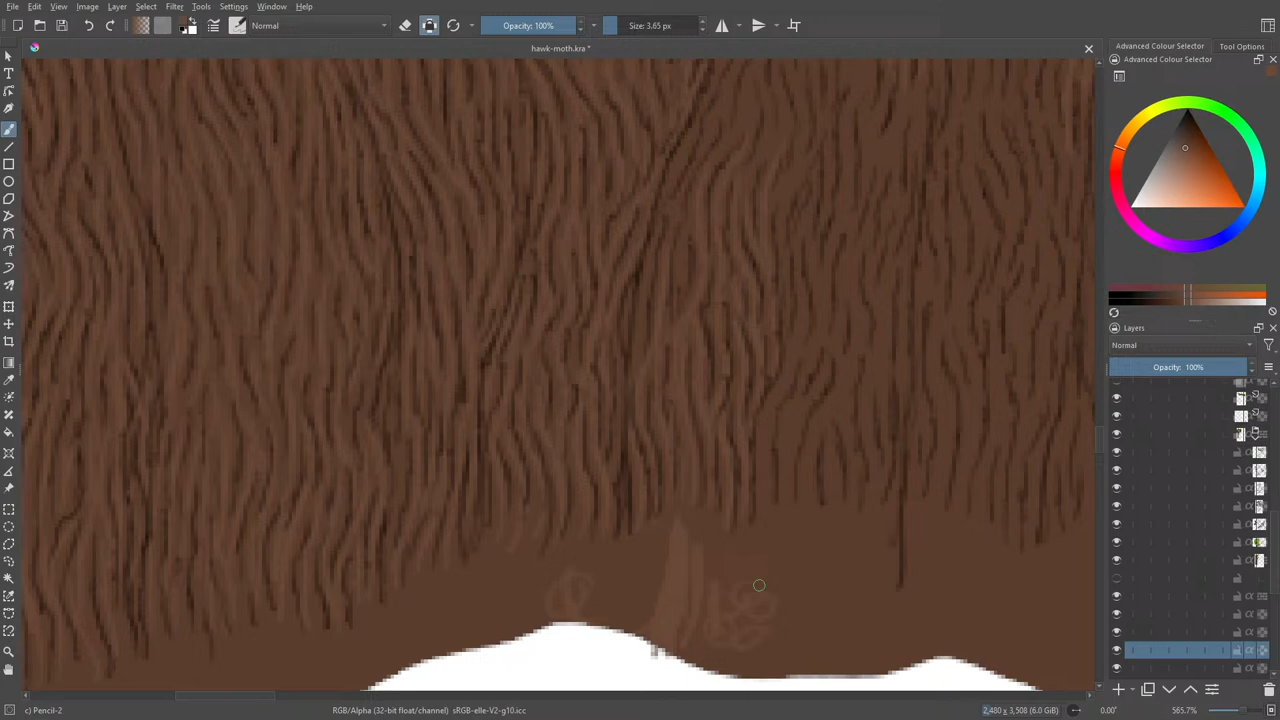 File Edit View Image Layer Select Filter Tools Settings Window Help
Normal Opacity: 100% Size: 3.65 px
hawk-moth.kra *
Advanced Colour Selector Tool Options
Advanced Colour Selector
Layers
Normal
Opacity: 100%
c) Pencil-2 RGB/Alpha (32-bit float/channel) sRGB-elle-V2-g10.icc 2,480 x 3,508 (6.0 GiB) 0.00° 565.7%